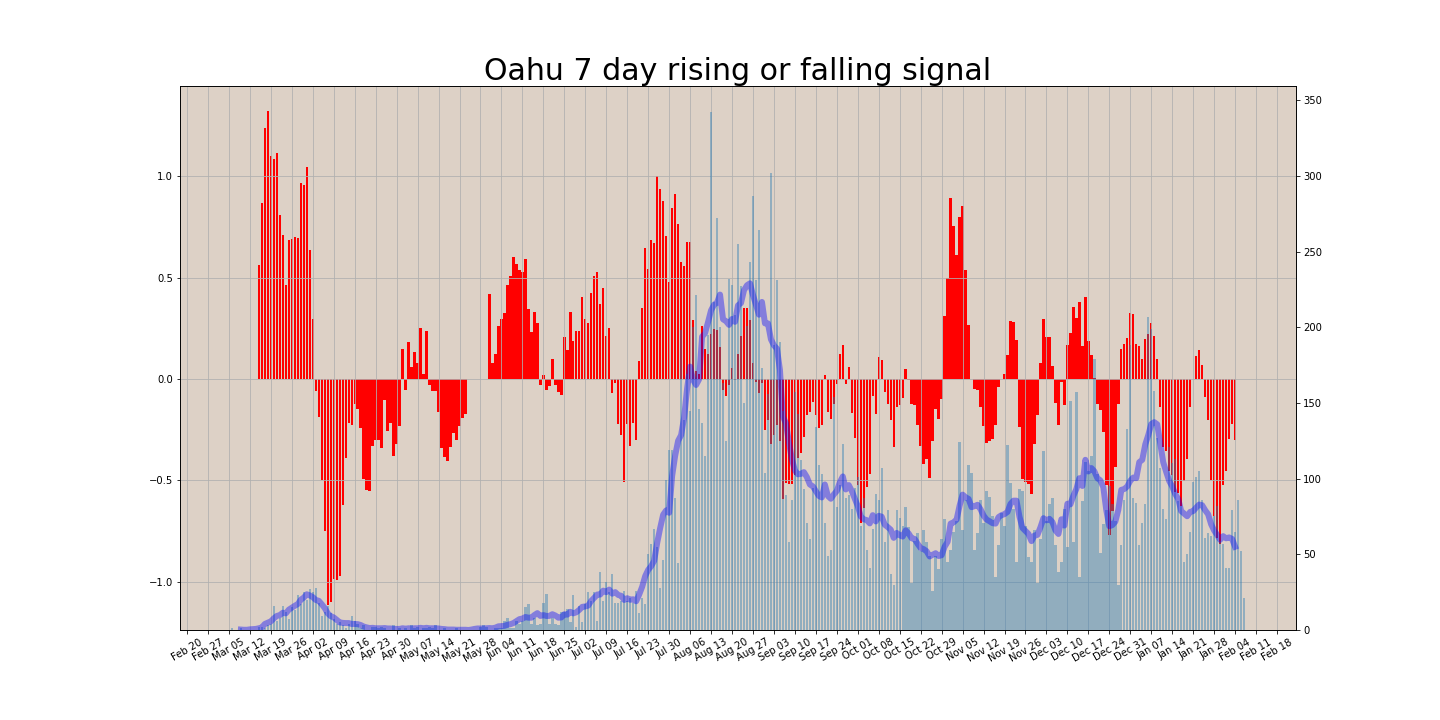 Oahu 7 day rising or falling signal
1.0
0.5
0.0
−0.5
−1.0
350
300
250
200
150
100
50
0
Feb 20
Feb 27
Mar 05
Mar 12
Mar 19
Mar 26
Apr 02
Apr 09
Apr 16
Apr 23
Apr 30
May 07
May 14
May 21
May 28
Jun 04
Jun 11
Jun 18
Jun 25
Jul 02
Jul 09
Jul 16
Jul 23
Jul 30
Aug 06
Aug 13
Aug 20
Aug 27
Sep 03
Sep 10
Sep 17
Sep 24
Oct 01
Oct 08
Oct 15
Oct 22
Oct 29
Nov 05
Nov 12
Nov 19
Nov 26
Dec 03
Dec 10
Dec 17
Dec 24
Dec 31
Jan 07
Jan 14
Jan 21
Jan 28
Feb 04
Feb 11
Feb 18